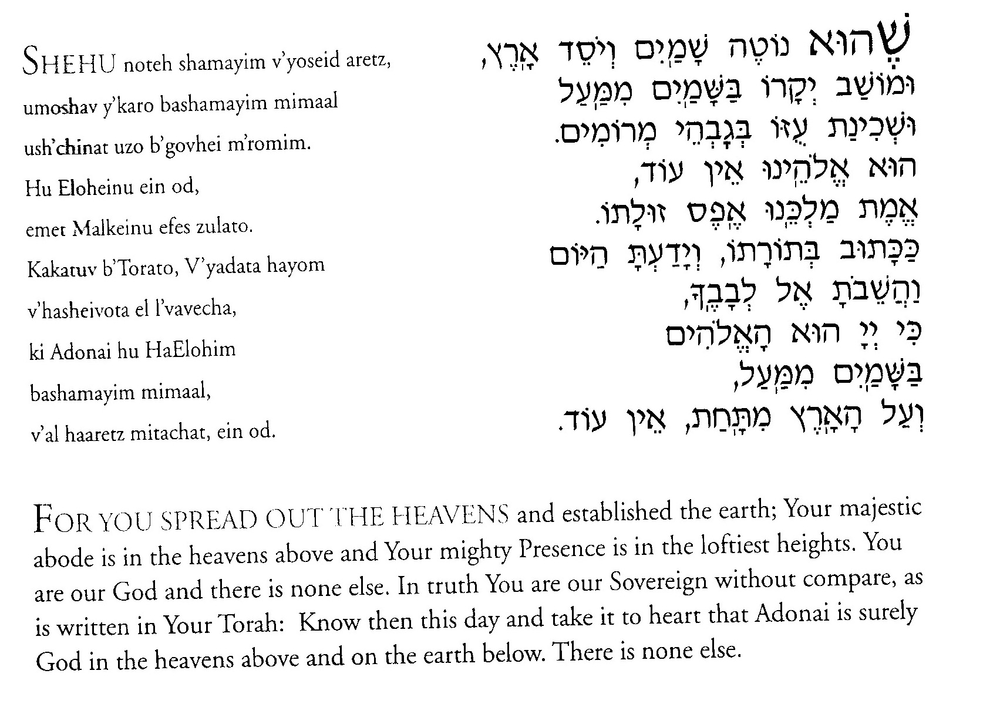 SHEHU noteh shamayim v'yoseid aretz,
umoshav y'karo bashamayim mimaal
ush'chinat uzo b'govhei m'romim.
Hu Eloheinu ein od,
emet Malkeinu efes zulato.
Kakatuv b'Torato, V'yadata hayom
v'hasheivota el l'vavecha,
ki Adonai hu HaElohim
bashamayim mimaal,
v'al haaretz mitachat, ein od.
שֶׁהוּא נוֹטֶה שָׁמַֽיִם וְיֹסֵד אָֽרֶץ,
וּמוֹשַׁב יְקָרוֹ בַּשָּׁמַֽיִם מִמַּֽעַל
וּשְׁכִינַת עֻזּוֹ בְּגָבְהֵי מְרוֹמִים.
הוּא אֱלֹהֵֽינוּ אֵין עוֹד,
אֱמֶת מַלְכֵּֽנוּ אֶֽפֶס זוּלָתוֹ.
כַּכָּתוּב בְּתוֹרָתוֹ, וְיָדַעְתָּ הַיּוֹם
וַהֲשֵׁבֹתָ אֶל לְבָבֶֽךָ,
כִּי יְיָ הוּא הָאֱלֹהִים
בַּשָּׁמַֽיִם מִמַּֽעַל,
וְעַל הָאָֽרֶץ מִתָּֽחַת, אֵין עוֹד.
FOR YOU SPREAD OUT THE HEAVENS and established the earth; Your majestic
abode is in the heavens above and Your mighty Presence is in the loftiest heights. You
are our God and there is none else. In truth You are our Sovereign without compare, as
is written in Your Torah: Know then this day and take it to heart that Adonai is surely
God in the heavens above and on the earth below. There is none else.